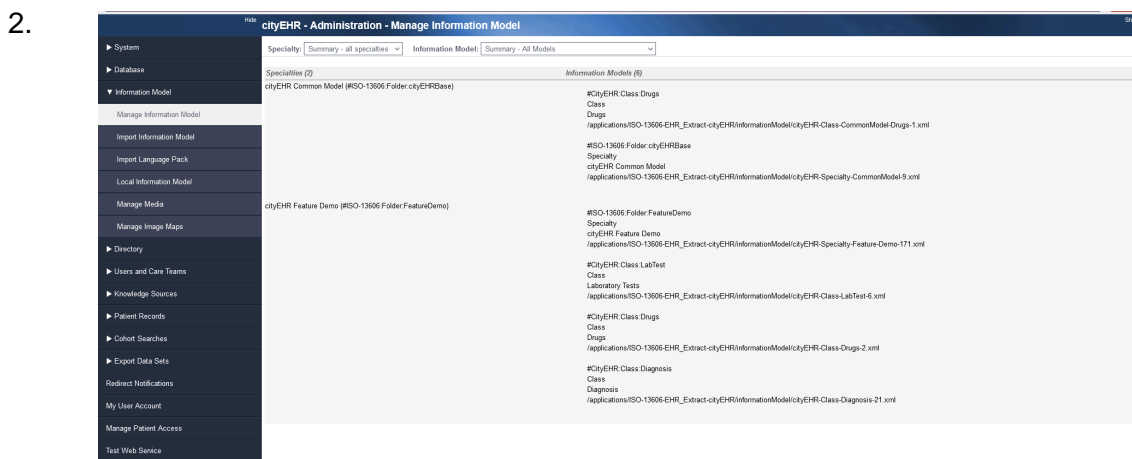 2.
Hide
cityEHR - Administration - Manage Information Model
▶ System
▶ Database
▼ Information Model
Manage Information Model
Import Information Model
Import Language Pack
Local Information Model
Manage Media
Manage Image Maps
▶ Directory
▶ Users and Care Teams
▶ Knowledge Sources
▶ Patient Records
▶ Cohort Searches
▶ Export Data Sets
Redirect Notifications
My User Account
Manage Patient Access
Test Web Service
Specialty: Summary - all specialties Information Model: Summary - All Models
Specialties (2) Information Models (6)
cityEHR Common Model (#ISO-13606:Folder:cityEHRBase)
#CityEHR:Class:Drugs
Class
Drugs
/applications/ISO-13606-EHR_Extract-cityEHR/informationModel/cityEHR-Class-CommonModel-Drugs-1.xml
#ISO-13606:Folder:cityEHRBase
Specialty
cityEHR Common Model
/applications/ISO-13606-EHR_Extract-cityEHR/informationModel/cityEHR-Specialty-CommonModel-9.xml
cityEHR Feature Demo (#ISO-13606:Folder:FeatureDemo)
#ISO-13606:Folder:FeatureDemo
Specialty
cityEHR Feature Demo
/applications/ISO-13606-EHR_Extract-cityEHR/informationModel/cityEHR-Specialty-Feature-Demo-171.xml
#CityEHR:Class:LabTest
Class
Laboratory Tests
/applications/ISO-13606-EHR_Extract-cityEHR/informationModel/cityEHR-Class-LabTest-6.xml
#CityEHR:Class:Drugs
Class
Drugs
/applications/ISO-13606-EHR_Extract-cityEHR/informationModel/cityEHR-Class-Drugs-2.xml
#CityEHR:Class:Diagnosis
Class
Diagnosis
/applications/ISO-13606-EHR_Extract-cityEHR/informationModel/cityEHR-Class-Diagnosis-21.xml